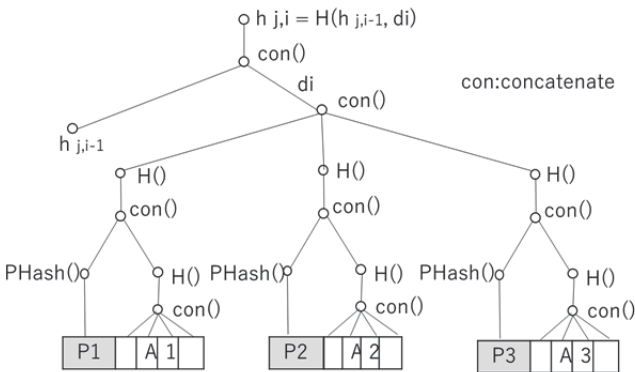 h j,i = H(h j,i-1, di)
con()
di
con()
con:concatenate
h j,i-1
H()
H()
H()
con()
con()
con()
PHash()
H()
PHash()
H()
PHash()
H()
con()
con()
con()
P1 A 1
P2 A 2
P3 A 3